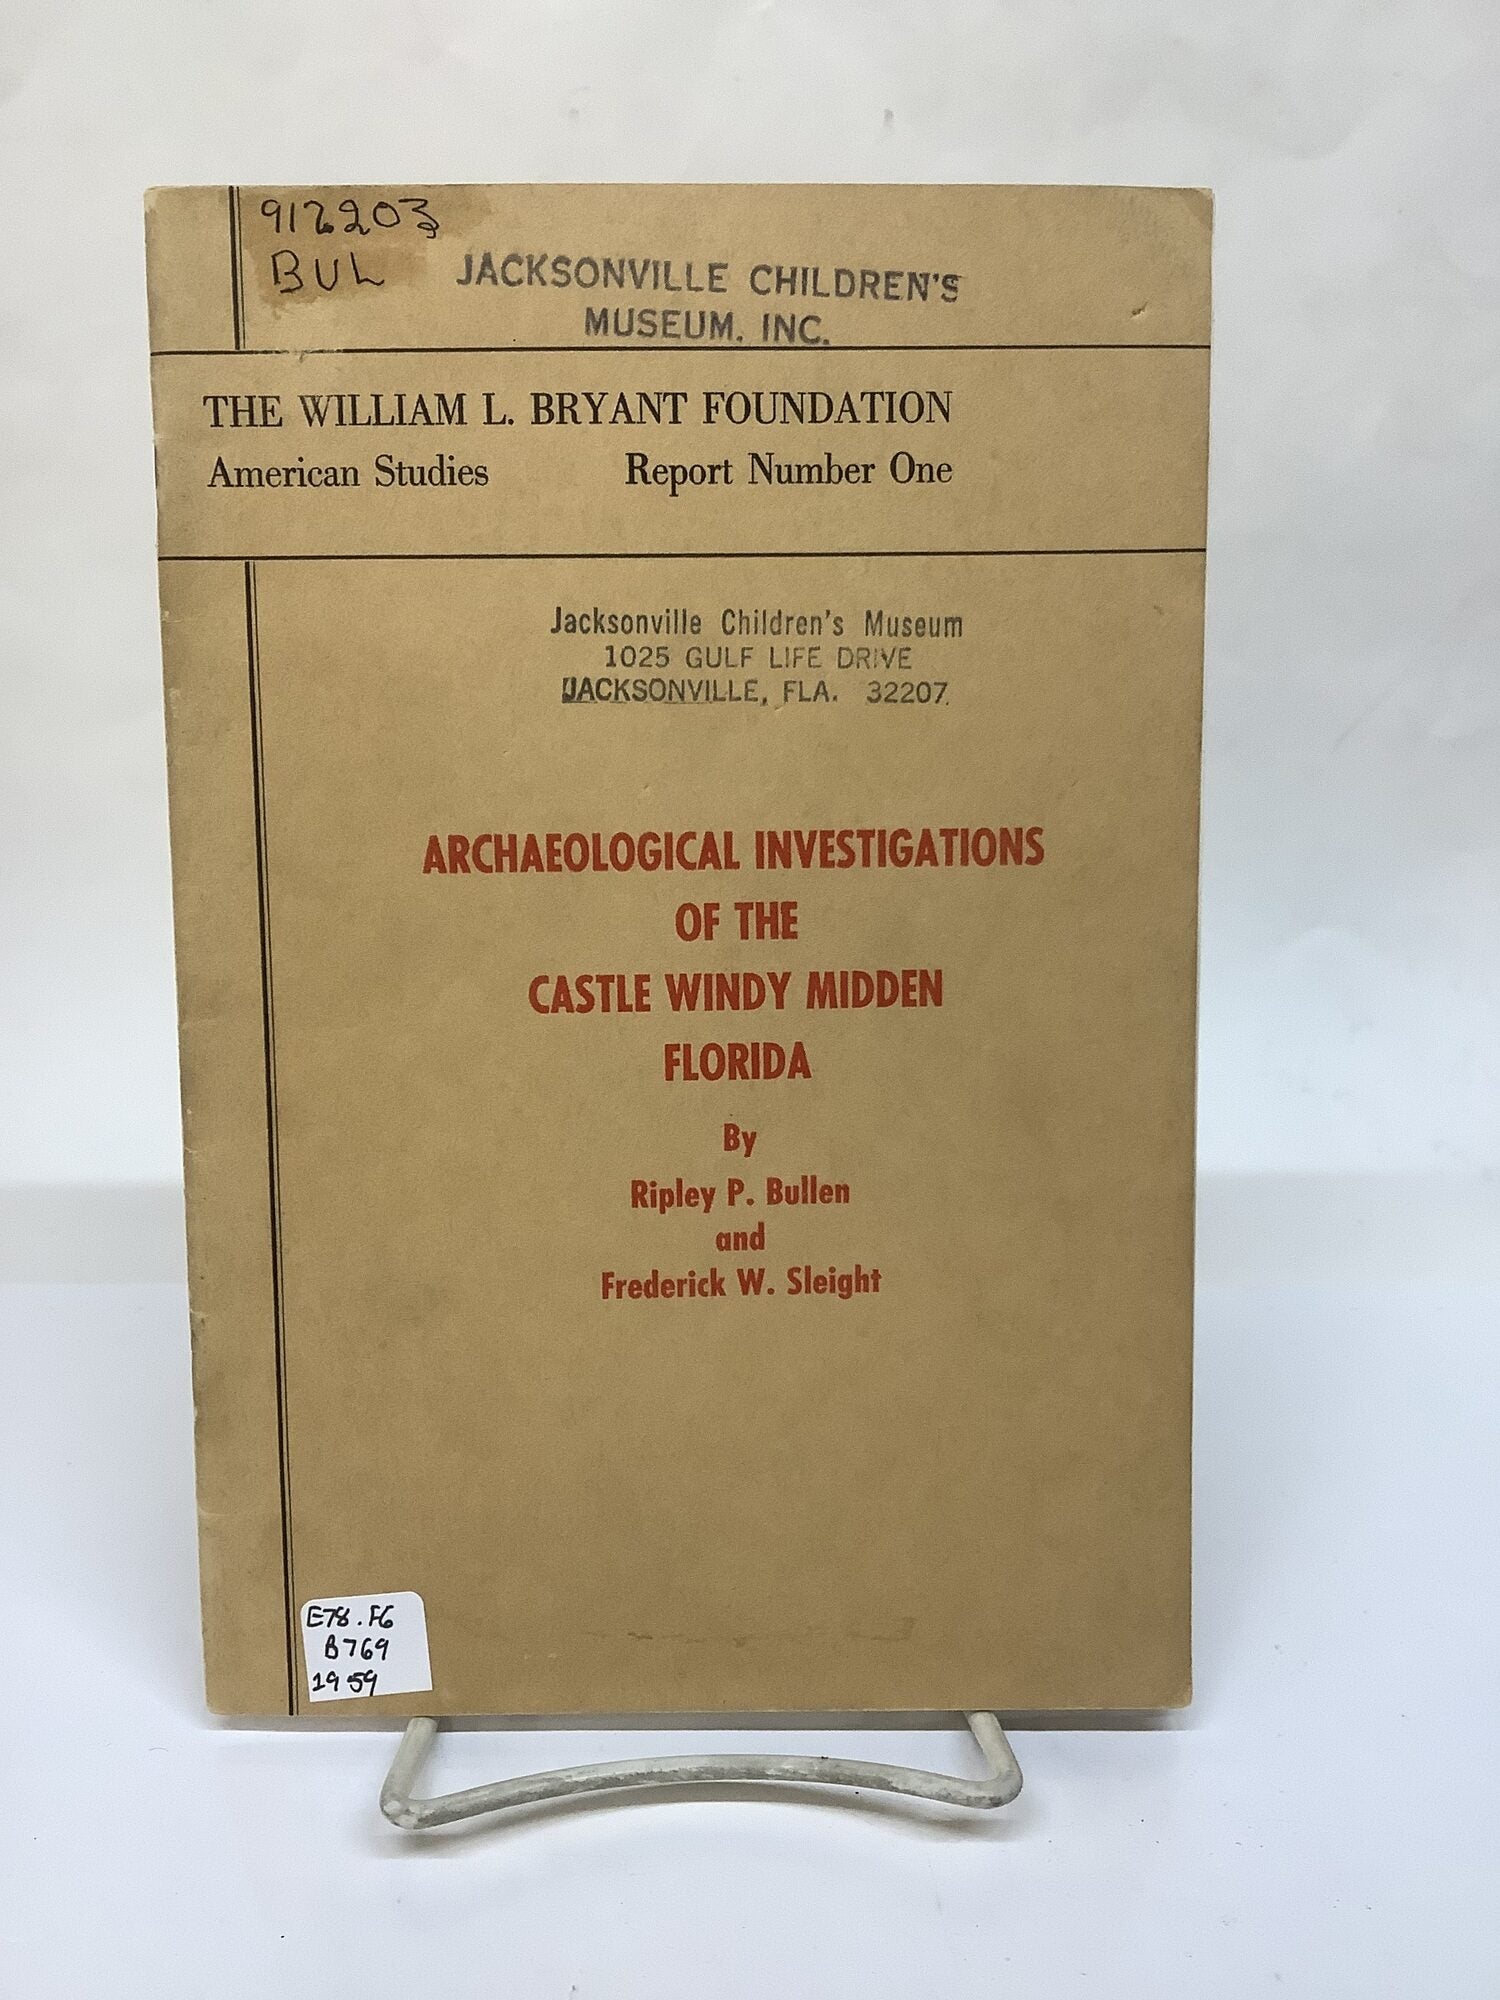 912203
BUL
JACKSONVILLE CHILDREN'S
MUSEUM, INC.
THE WILLIAM L. BRYANT FOUNDATION
American Studies Report Number One
Jacksonville Children's Museum
1025 GULF LIFE DRIVE
JACKSONVILLE, FLA. 32207
ARCHAEOLOGICAL INVESTIGATIONS
OF THE
CASTLE WINDY MIDDEN
FLORIDA
By
Ripley P. Bullen
and
Frederick W. Sleight
E78.F6
B769
1959